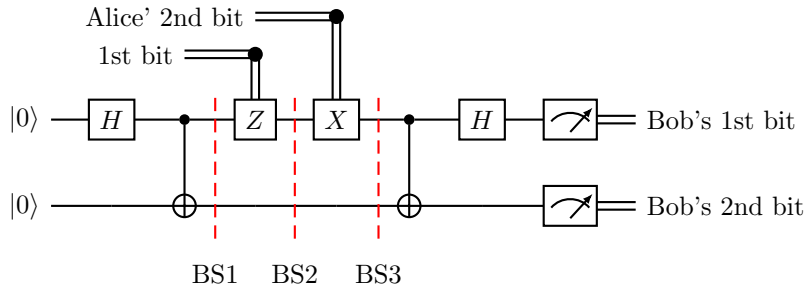 Alice' 2nd bit
1st bit
|0⟩ H Z X H Bob's 1st bit
|0⟩ Bob's 2nd bit
BS1 BS2 BS3